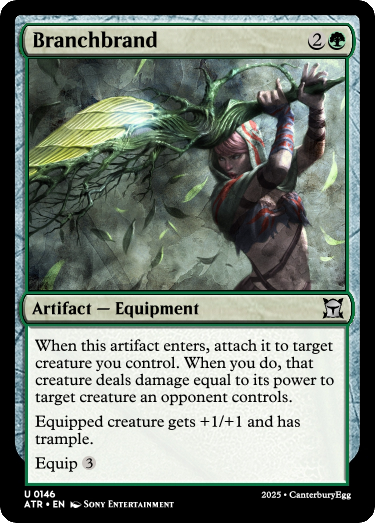 Branchbrand 2
Artifact — Equipment
When this artifact enters, attach it to target
creature you control. When you do, that
creature deals damage equal to its power to
target creature an opponent controls.
Equipped creature gets +1/+1 and has
trample.
Equip 3
U 0146
ATR • EN Sony Entertainment
2025 • CanterburyEgg